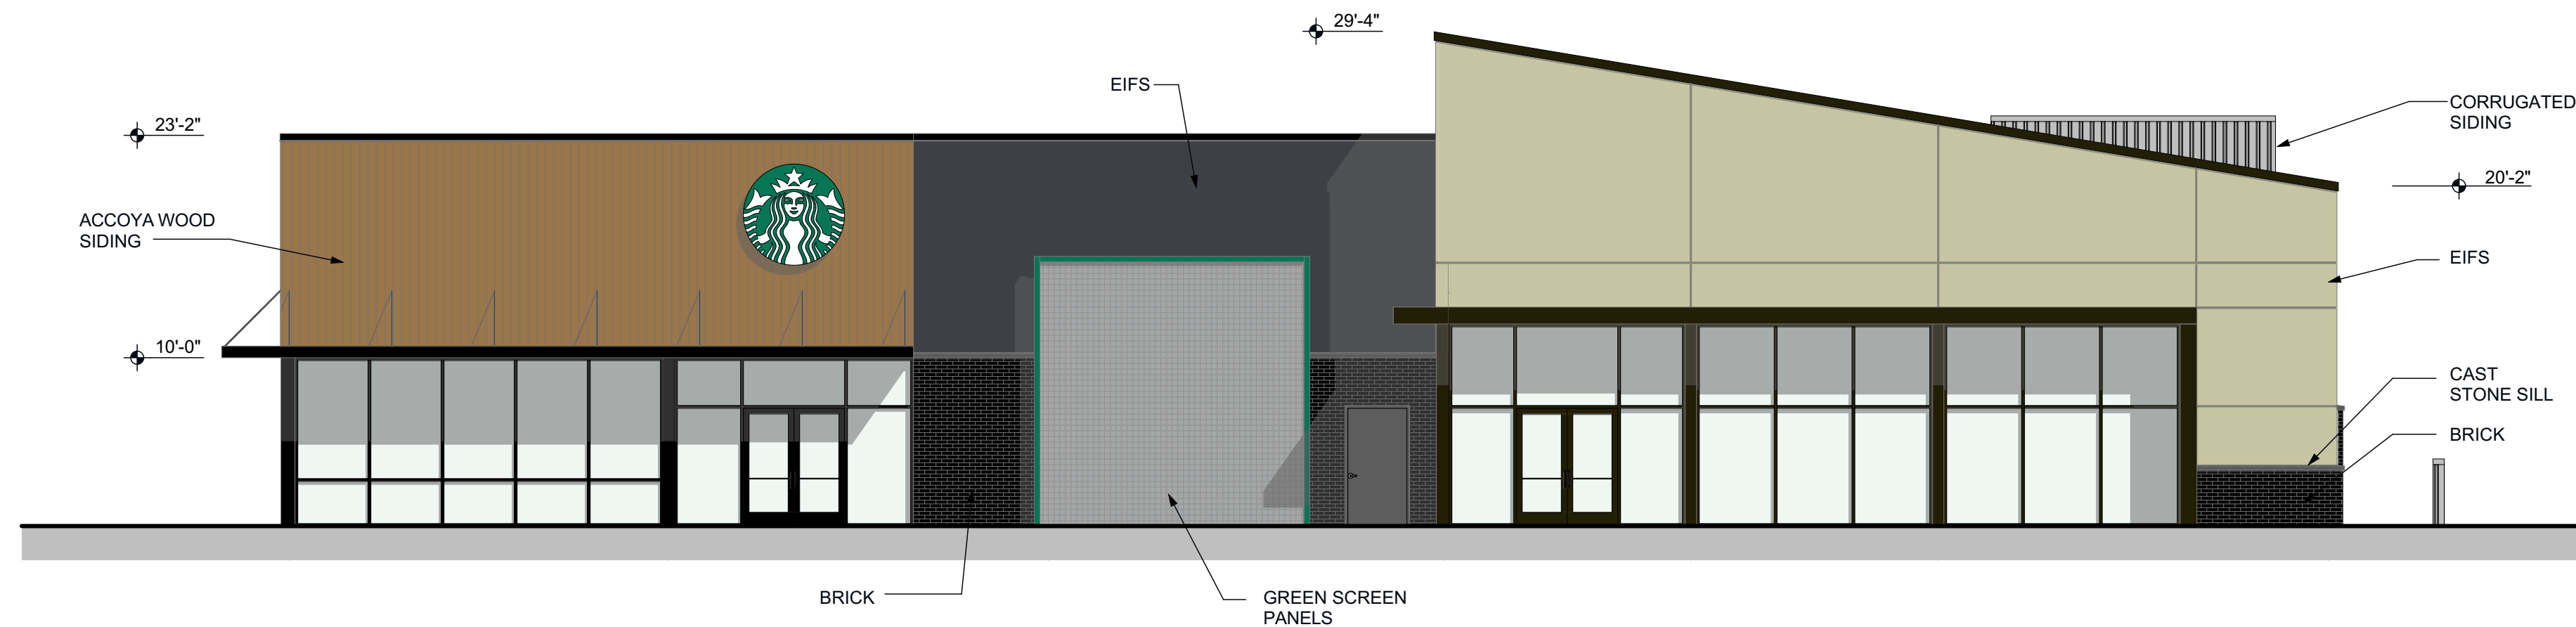 29'-4"
EIFS
23'-2"
CORRUGATED
SIDING
20'-2"
ACCOYA WOOD
SIDING
EIFS
10'-0"
CAST
STONE SILL
BRICK
BRICK
GREEN SCREEN
PANELS